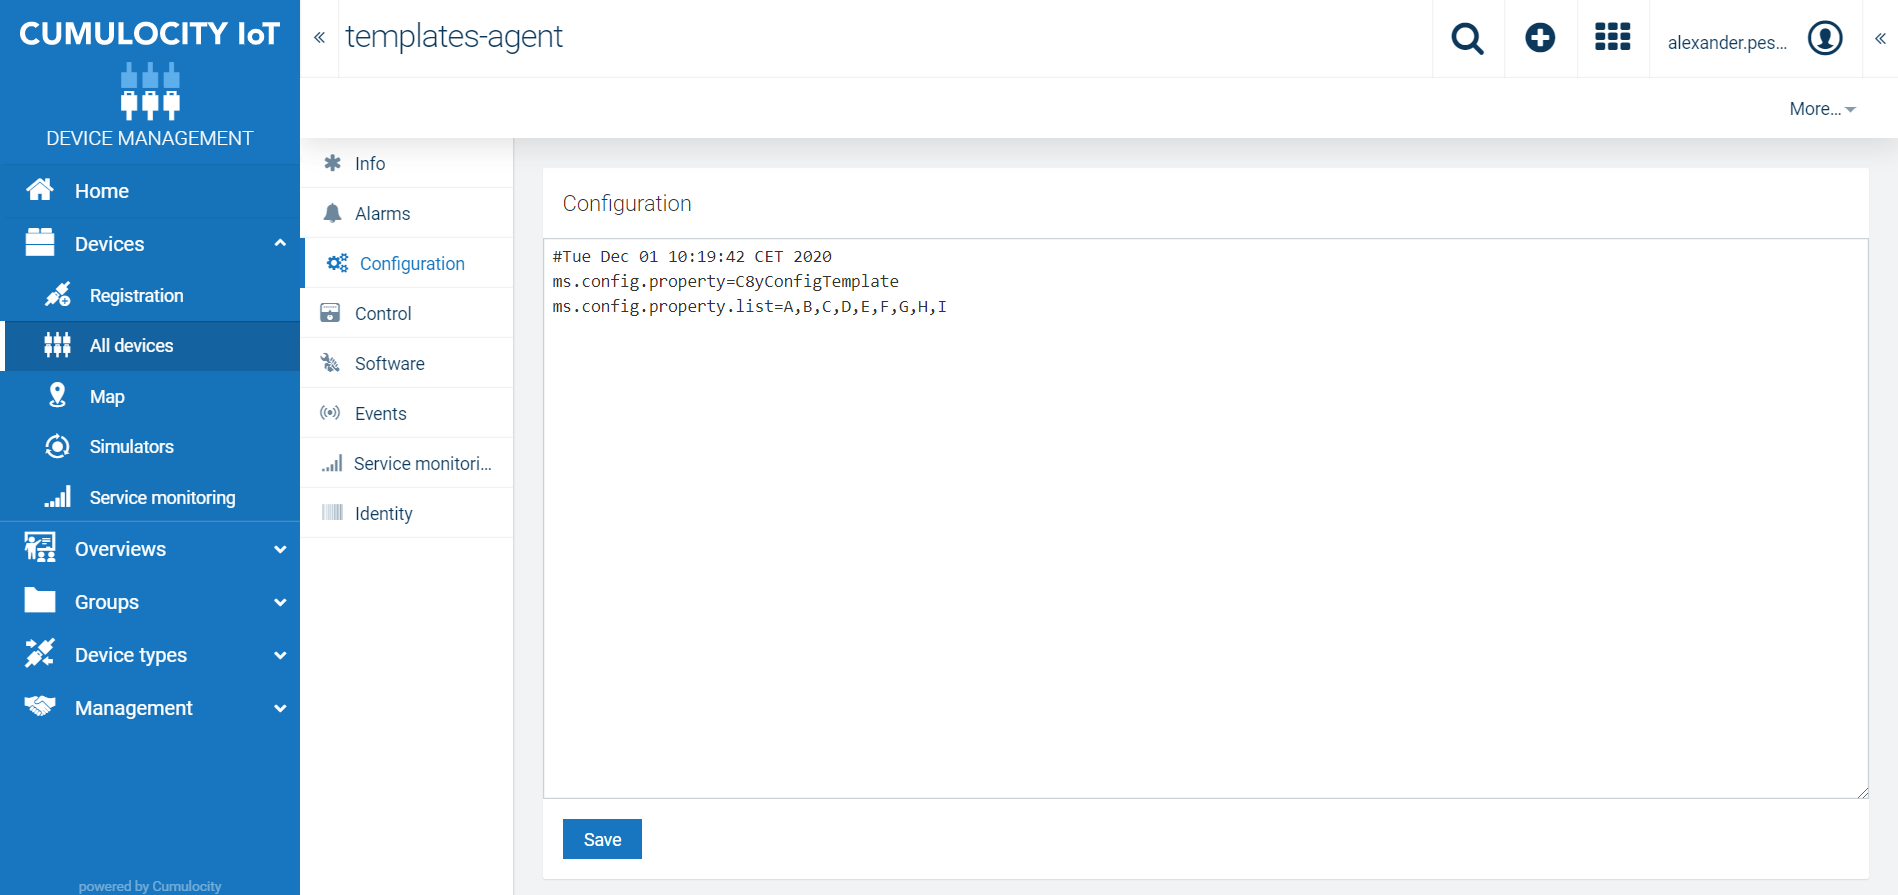 CUMULOCITY IoT
DEVICE MANAGEMENT
Home
Devices
Registration
All devices
Map
Simulators
Service monitoring
Overviews
Groups
Device types
Management
powered by Cumulocity
«
templates-agent
alexander.pes...
«
More...
Info
Alarms
Configuration
Control
Software
Events
Service monitori...
Identity
Configuration
#Tue Dec 01 10:19:42 CET 2020
ms.config.property=C8yConfigTemplate
ms.config.property.list=A,B,C,D,E,F,G,H,I
Save